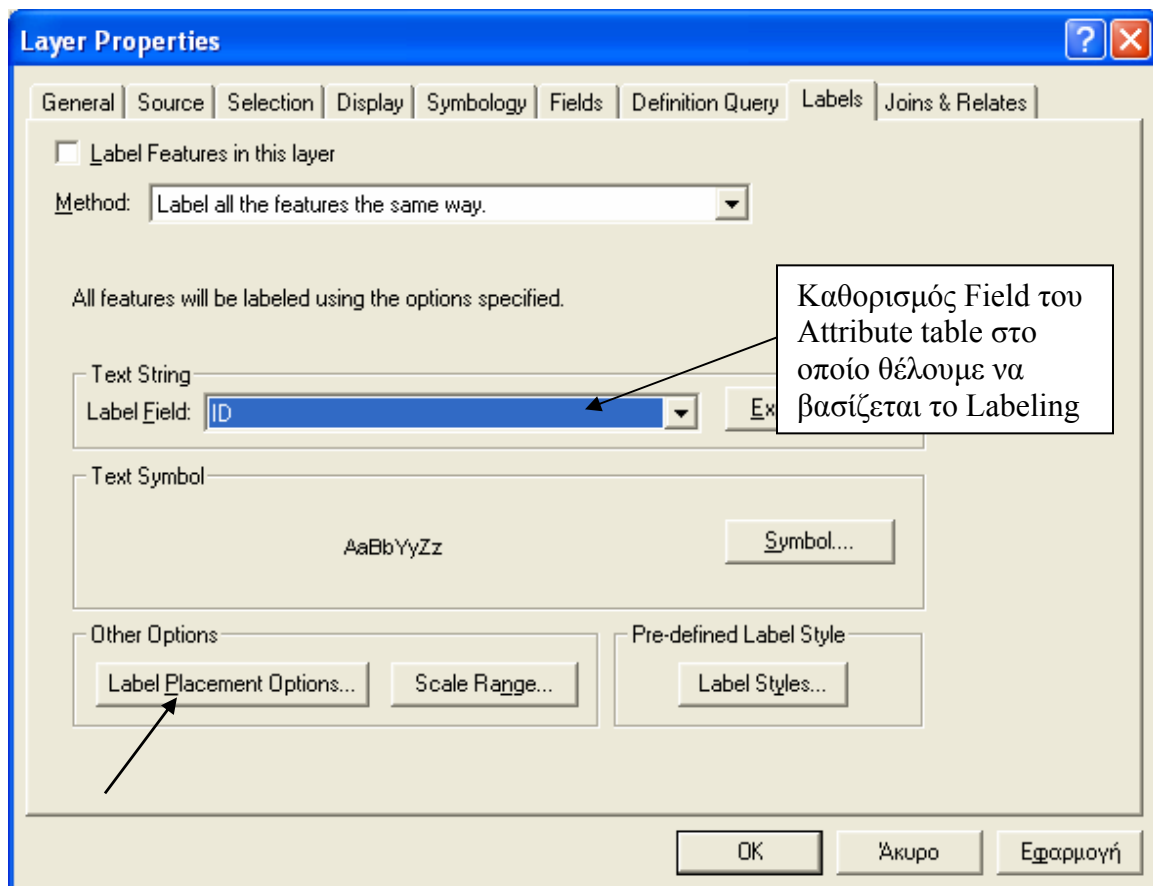 Layer Properties
General Source Selection Display Symbology Fields Definition Query Labels Joins & Relates
Label Features in this layer
Method: Label all the features the same way.
All features will be labeled using the options specified.
Καθορισμός Field του
Attribute table στο
οποίο θέλουμε να
βασίζεται το Labeling
Text String
Label Field: ID
Ex
Text Symbol
AaBbYyZz
Symbol....
Other Options
Label Placement Options... Scale Range...
Pre-defined Label Style
Label Styles...
OK Άκυρο Εφαρμογή